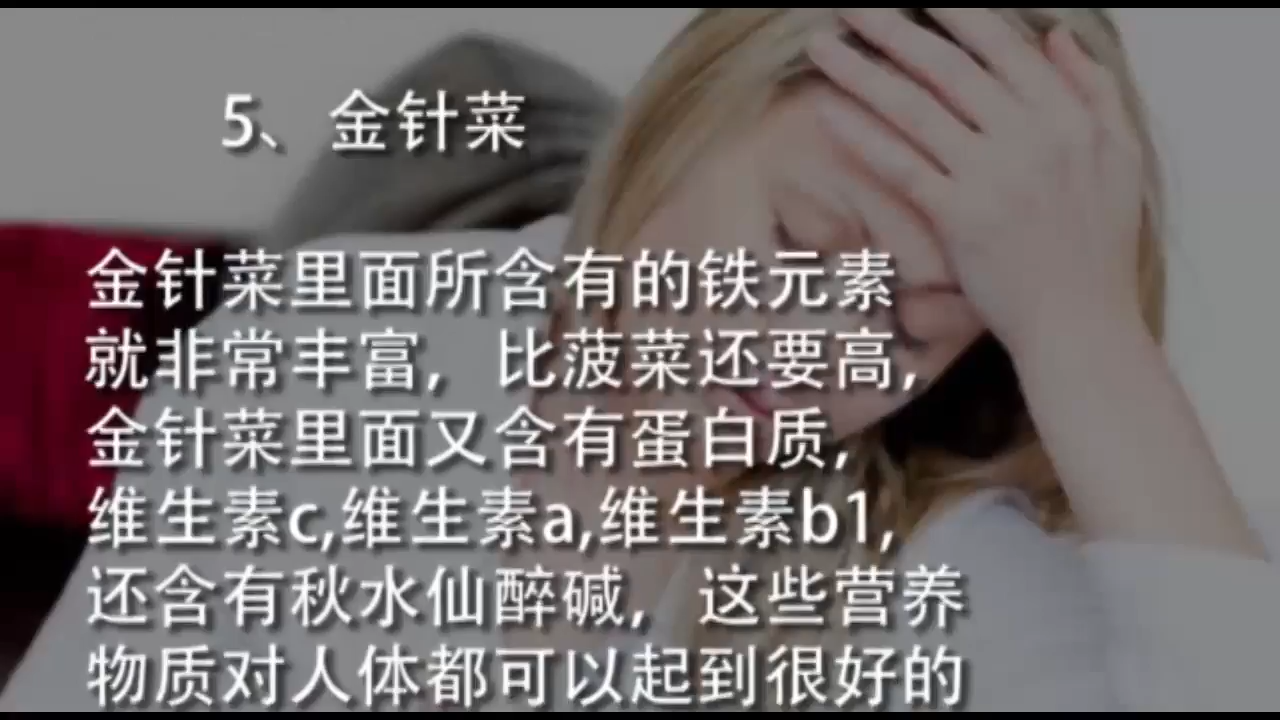 5、金针菜
金针菜里面所含有的铁元素
就非常丰富，比菠菜还要高，
金针菜里面又含有蛋白质，
维生素c,维生素a,维生素b1,
还含有秋水仙醉碱，这些营养
物质对人体都可以起到很好的